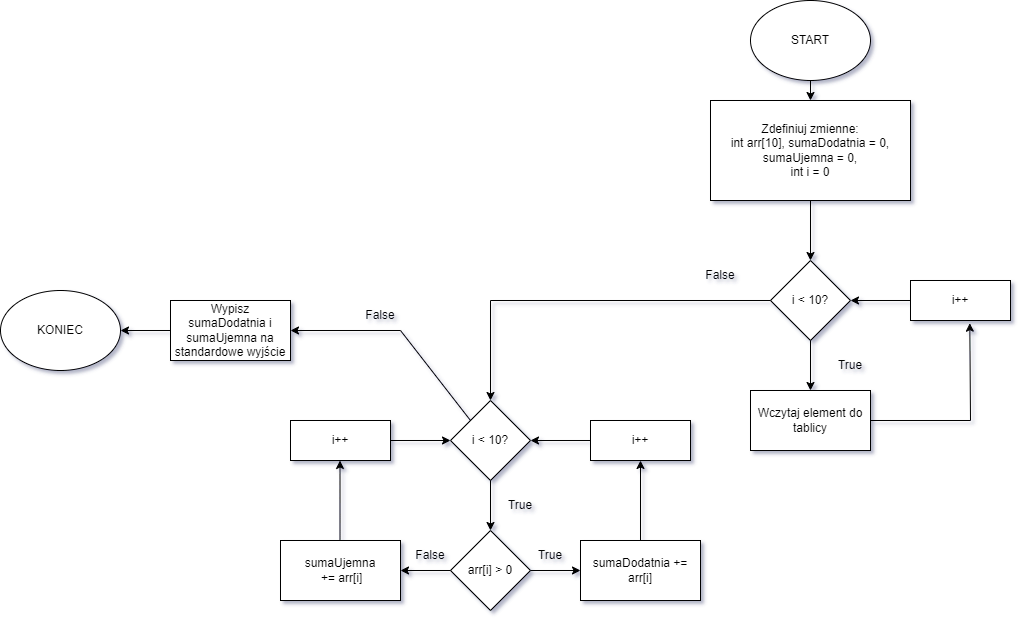 START
Zdefiniuj zmienne:
int arr[10], sumaDodatnia = 0,
sumaUjemna = 0,
int i = 0
False
i < 10?
i++
True
Wczytaj element do
tablicy
False
Wypisz
sumaDodatnia i
sumaUjemna na
standardowe wyjście
KONIEC
i++
i < 10?
i++
True
sumaUjemna
+= arr[i]
False
arr[i] > 0
True
sumaDodatnia +=
arr[i]